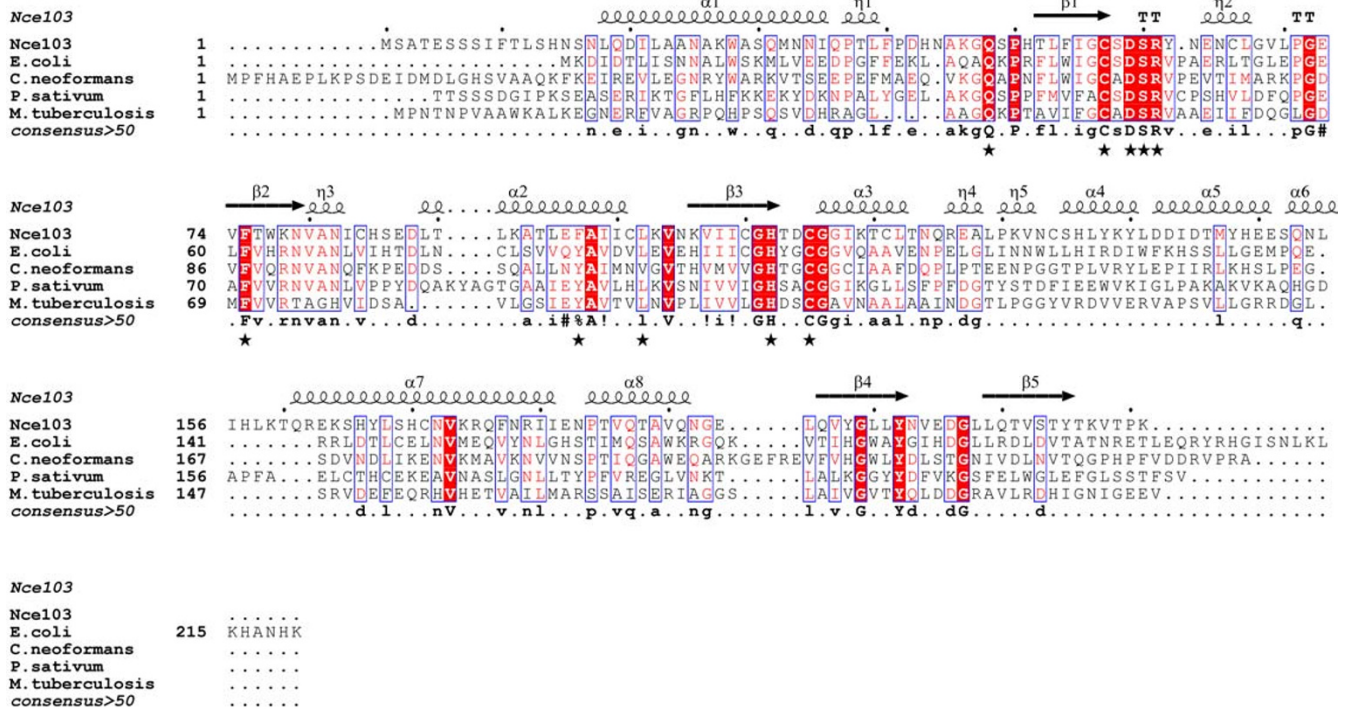 α1 η1 β1 TT η2 TT
Nce103
Nce103 1 ............MSATESSSIFTLSHNSNLQDILAANAKWASQMNNIQPTLFPDHNAKGQSPHTLFIGCSDSRY.NENCLGVLPGE
E.coli 1 ..........................MKDIDTLISNNALWSKMLVEEDPGFFEKL.AQAQKPRFLWIGCSDSRVPAERLTGLEPGE
C.neoformans 1 MPFHAEPLKPSDEIDMDLGHSVAAQKFKEIREVLEGNRYWARKVTSEEPEFMAEQ.VKGQAPNFLWIGCADSRVPEVTIMARKPGD
P.sativum 1 ................TTSSSDGIPKSEASERIKTGFLHFKKEKYDKNPALYGEL.AKGQSPPFMVFACSDSRVCPSHVLDFQPGE
M.tuberculosis 1 .............MPNTNPVAAWKALKEGNERFVAGRPQHPSQSVDHRAGL....AAGQKPTAVIFGCADSRVAAEIIFDQGLGD
consensus>50 ............................n.e.i..gn..w..q..d.qp.lf.e..akgQ.P.fl.igCsDSRv..e.il...pG#
★ ★ ★★★
β2 η3 α2 β3 α3 η4 η5 α4 α5 α6
Nce103
Nce103 74 VFTWKNVANICHSEDLT....LKATLEFAIICLKVNKVIICGHTDCGGIKTCLTNQREALPKVNCSHLYKYLDDIDTMYHEESQNL
E.coli 60 LFVHRNVANLVIHTDLN....CLSVVQYAVDVLEVEHIIICGHYGCGGVQAAVENPELGLINNWLLHIRDIWFKHSSLLGEMPQE.
C.neoformans 86 VFVQRNVANQFKPEDDS....SQALLNYAIMNVGVTHVMVVGHTGCGGCIAAFDQPLPTEENPGGTPLVRYLEPIIRLKHSLPEG.
P.sativum 70 AFVVRNVANLVPPYDQAKYAGTGAAIEYAVLHLKVSNIVVIGHSACGGIKGLLSFPFDGTYSTDFIEEWVKIGLPAKAKVKAQHGD
M.tuberculosis 69 MFVVRTAGHVIDSA.......VLGSIEYAVTVLNVPLIVVLGHDSCGAVNAALAAINDGTLPGGYVRDVVERVAPSVLLGRRDGL.
consensus>50 .Fv.rnvan.v...d........a.i#%A!..l.V..!i!.GH..CGgi.aal.np.dg..................l.....q..
★ ★ ★ ★ ★
α7 α8 β4 β5
Nce103
Nce103 156 IHLKTQREKSHYLSHCNVKRQFNRIIENPTVQTAVQNGE.......LQVYGLLYNVEDGLLQTVSTYTKVTPK..............
E.coli 141 .......RRLDTLCELNVMEQVYNLGHSTIMQSAWKRGQK......VTIHGWAYGIHDGLLRDLDVTATNRETLEQRYRHGISNLKL
C.neoformans 167 .......SDVNDLIKENVKMAVKNVVNSPTIQGAWEQARKGEFREVFVHGWLYDLSTGNIVDLNVTQGPHPFVDDRVPRA.......
P.sativum 156 APFA...ELCTHCEKEAVNASLGNLLTYPFVREGLVNKT.......LALKGGYYDFVKGSFELWGLEFGLSSTFSV...........
M.tuberculosis 147 .......SRVDEFEQRHVHETVAILMARSSAISERIAGGS......LAIVGVTYQLDDGRAVLRDHIGNIGEEV.............
consensus>50 ..........d.l...nV...v.nl...p.vq.a..ng.......l.v.G..Yd..dG.....d......................
Nce103
Nce103 ......
E.coli 215 KHANHK
C.neoformans ......
P.sativum ......
M.tuberculosis ......
consensus>50 ......